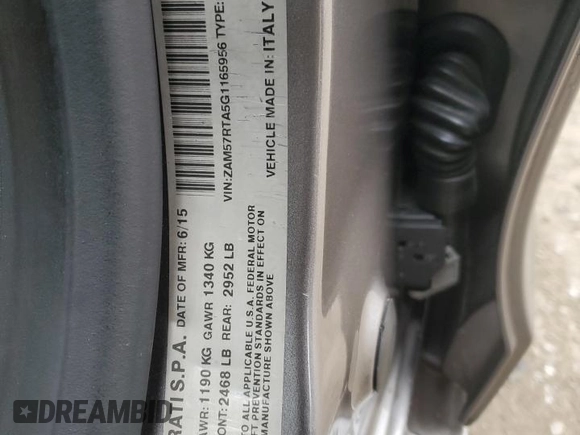 RATI S.P.A. DATE OF MFR: 6/15
AWR: 1190 KG GAWR 1340 KG
ONT: 2468 LB REAR: 2952 LB
VIN:ZAM57RTA5G1165956 TYPE:
TO ALL APPLICABLE U.S.A. FEDERAL MOTOR
FT PREVENTION STANDARDS IN EFFECT ON
MANUFACTURE SHOWN ABOVE
VEHICLE MADE IN: ITALY
DREAMBID